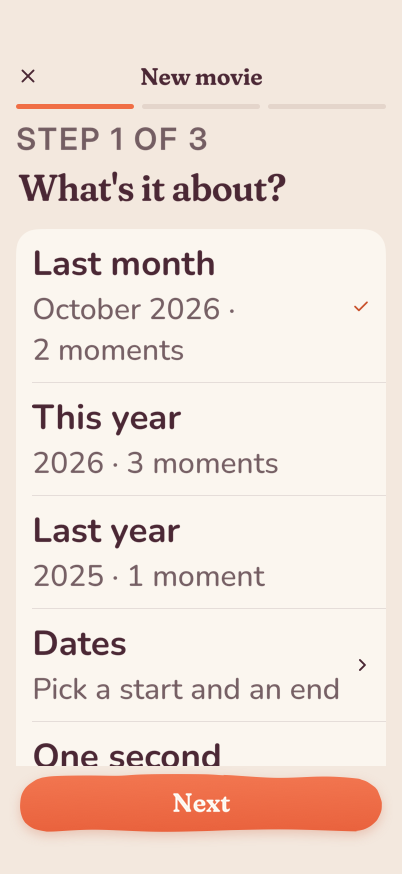 New movie
STEP 1 OF 3
What's it about?
Last month
October 2026 ·
2 moments
This year
2026 · 3 moments
Last year
2025 · 1 moment
Dates
Pick a start and an end
One second
Next